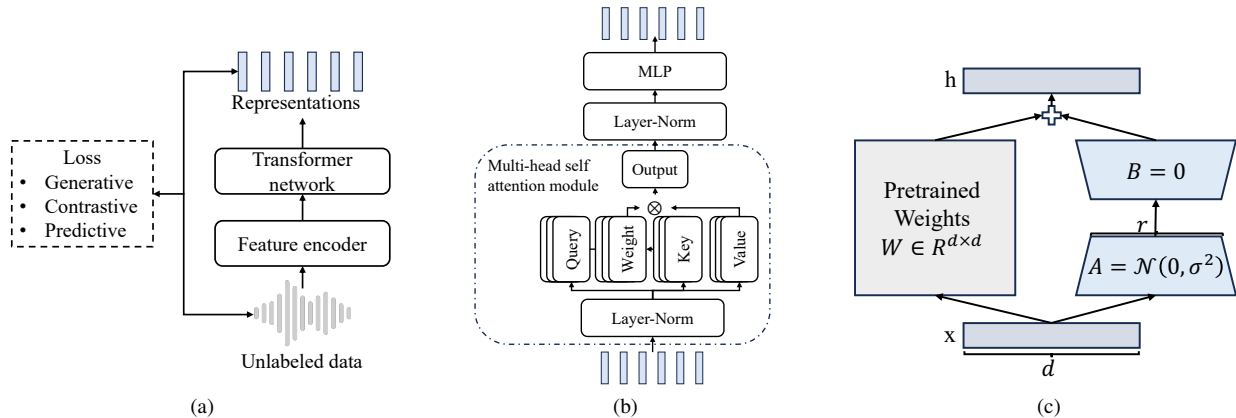 Representations
Transformer
network
Feature encoder
Unlabeled data
Loss
• Generative
• Contrastive
• Predictive
(a)
MLP
Layer-Norm
Multi-head self
attention module
Output
Query
Weight
Key
Value
Layer-Norm
(b)
h
Pretrained
Weights
W ∈ R^{d×d}
B = 0
r
A = 𝒩(0, σ²)
x
d
(c)